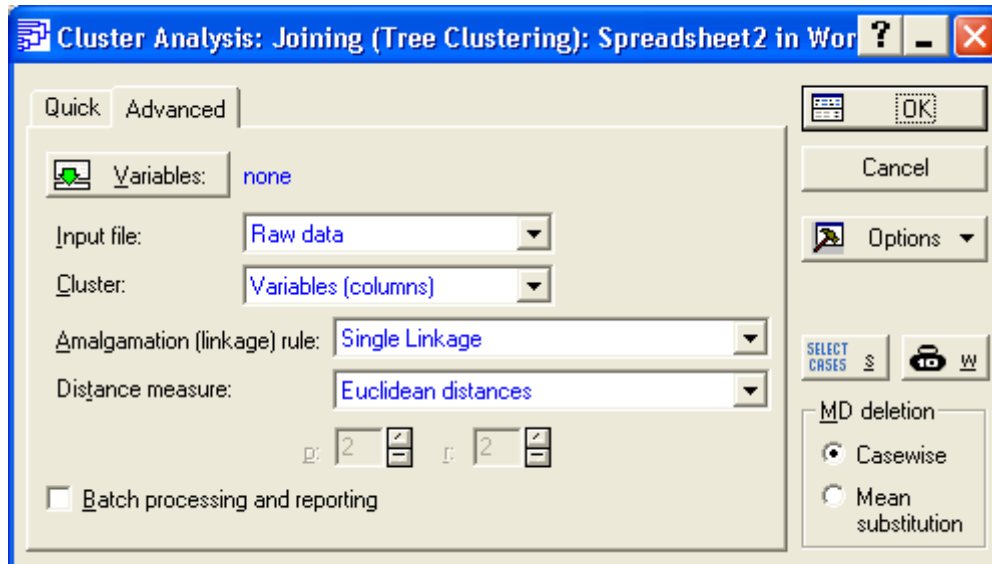 Cluster Analysis: Joining (Tree Clustering): Spreadsheet2 in Wor ?
Quick Advanced
OK
Variables: none
Cancel
Input file: Raw data
Options
Cluster: Variables (columns)
Amalgamation (linkage) rule: Single Linkage
SELECT CASES S
10 W
Distance measure: Euclidean distances
MD deletion
p: 2 r: 2
Casewise
Batch processing and reporting
Mean
substitution